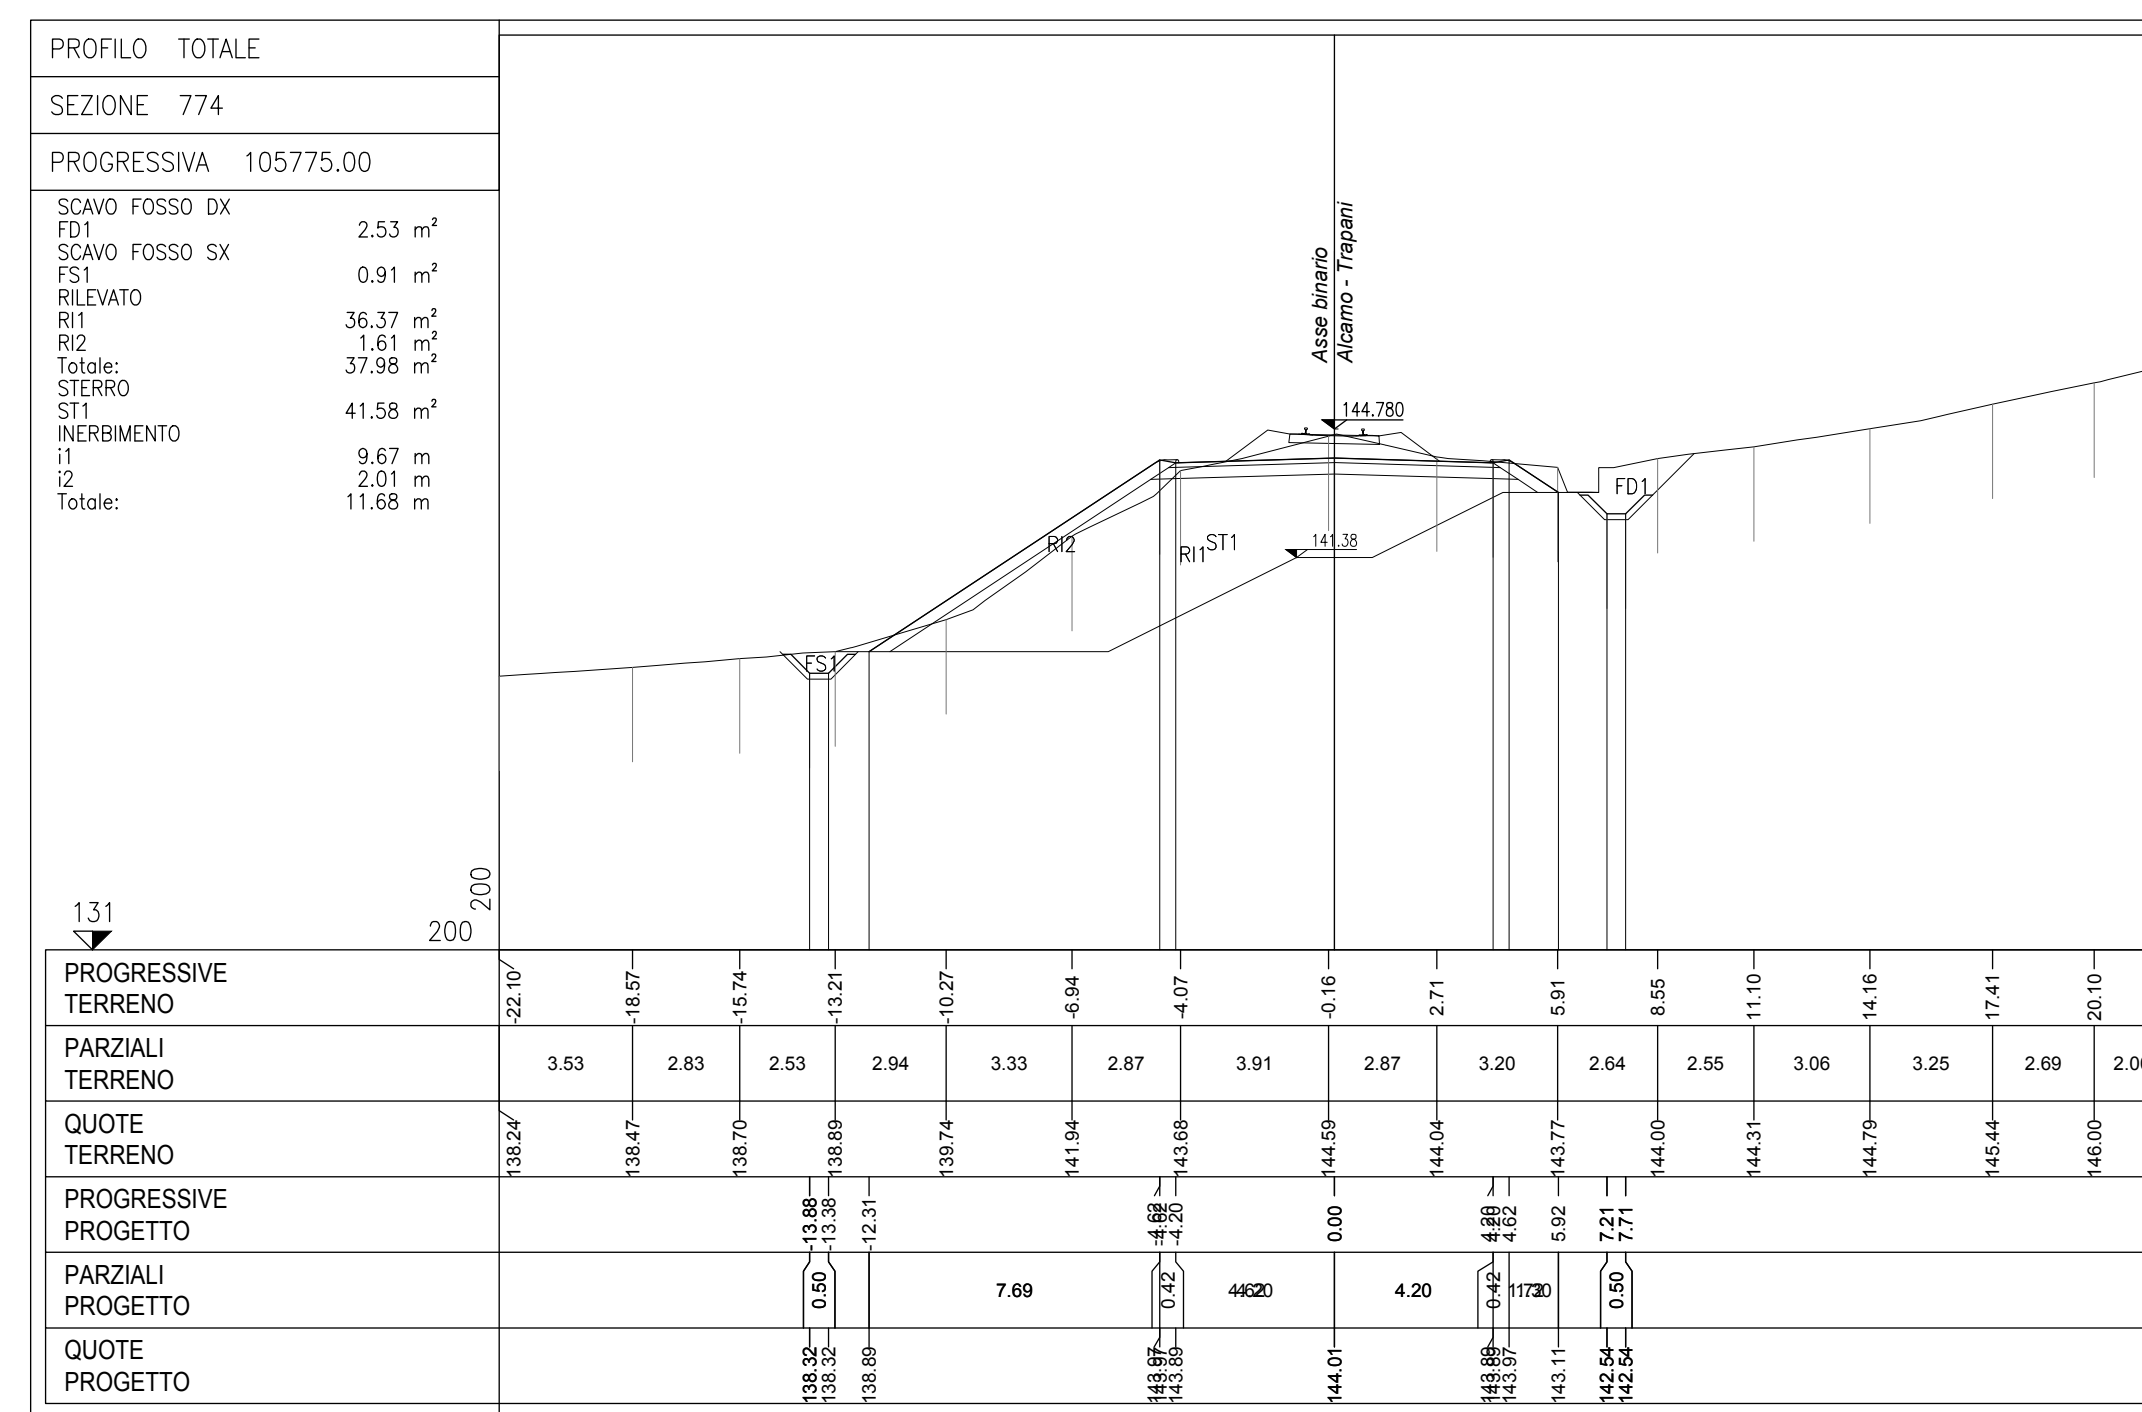 PROFILO TOTALE
SEZIONE 774
PROGRESSIVA 105775.00
SCAVO FOSSO DX
FD1 2.53 m²
SCAVO FOSSO SX
FS1 0.91 m²
RILEVATO
RI1 36.37 m²
RI2 1.61 m²
Totale: 37.98 m²
STERRO
ST1 41.58 m²
INERBIMENTO
i1 9.67 m
i2 2.01 m
Totale: 11.68 m
Asse binario
Alcamo - Trapani
144.780
FD1
RI2
RI1
ST1
141.38
FS1
200
131
200
PROGRESSIVE
TERRENO
-22.10 -18.57 -15.74 -13.21 -10.27 -6.94 -4.07 -0.16 2.71 5.91 8.55 11.10 14.16 17.41 20.10
PARZIALI
TERRENO
3.53 2.83 2.53 2.94 3.33 2.87 3.91 2.87 3.20 2.64 2.55 3.06 3.25 2.69
QUOTE
TERRENO
138.24 138.47 138.70 138.89 139.74 141.94 143.68 144.59 144.04 143.77 144.00 144.31 144.79 145.44 146.00
PROGRESSIVE
PROGETTO
-13.88 -13.38 -12.31 -4.62 -4.20 0.00 4.20 4.62 5.92 7.21 7.71
PARZIALI
PROGETTO
0.50 7.69 0.42 4.20 0.42 0.50
QUOTE
PROGETTO
138.32 138.32 138.89 143.97 143.89 144.01 143.89 143.97 143.11 142.54 142.54